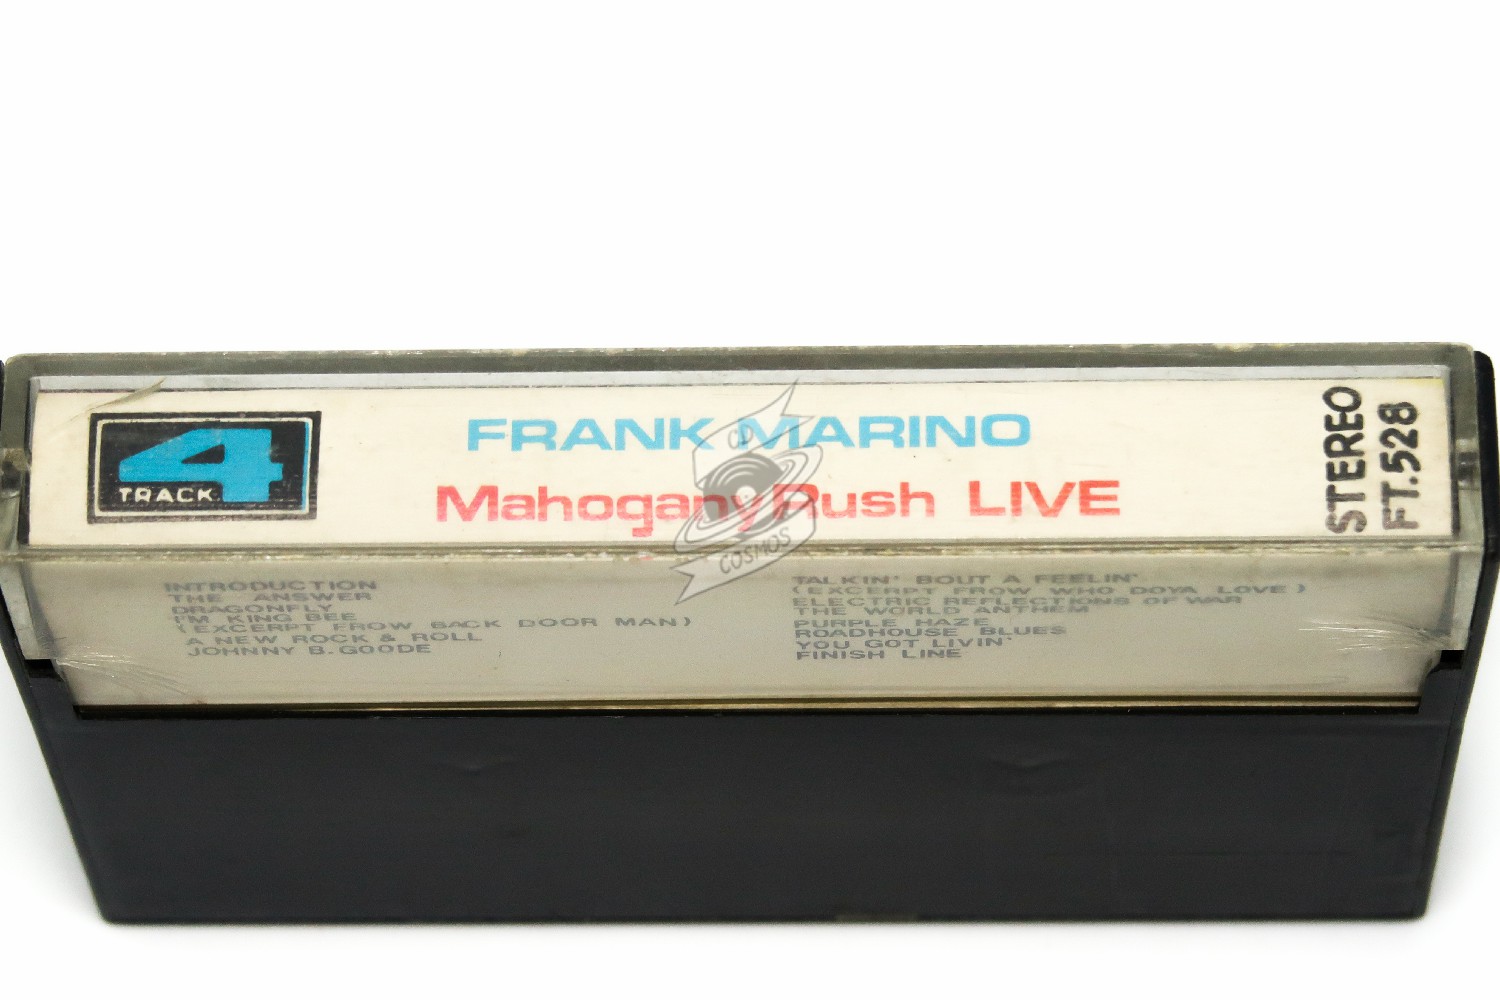 4
TRACK
FRANK MARINO
Mahogany Rush LIVE
STEREO
FT.528
CD
COSMOS
INTRODUCTION
THE ANSWER
DRAGONFLY
I'M KING BEE
(EXCERPT FROW BACK DOOR MAN)
A NEW ROCK & ROLL
JOHNNY B.GOODE
TALKIN' BOUT A FEELIN'
(EXCERPT FROW WHO DOYA LOVE)
ELECTRIC REFLECTIONS OF WAR
THE WORLD ANTHEM
PURPLE HAZE
ROADHOUSE BLUES
YOU GOT LIVIN'
FINISH LINE